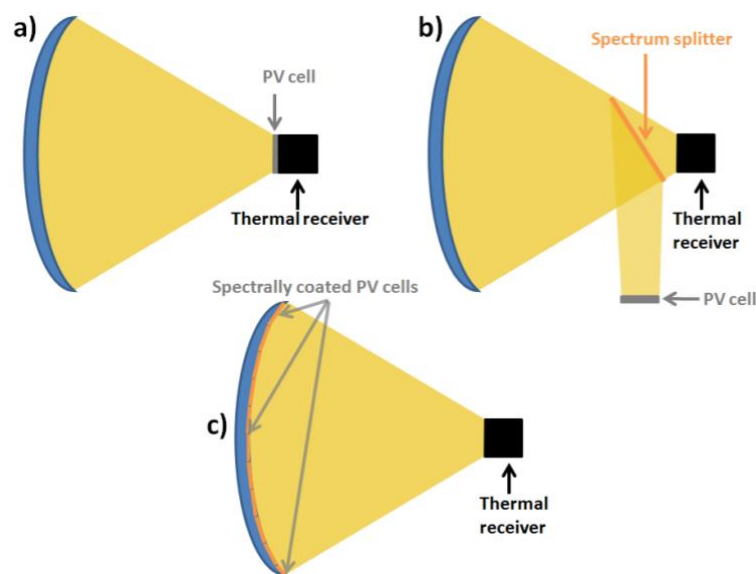 a)
PV cell
Thermal receiver
b)
Spectrum splitter
Thermal
receiver
PV cell
Spectrally coated PV cells
c)
Thermal
receiver